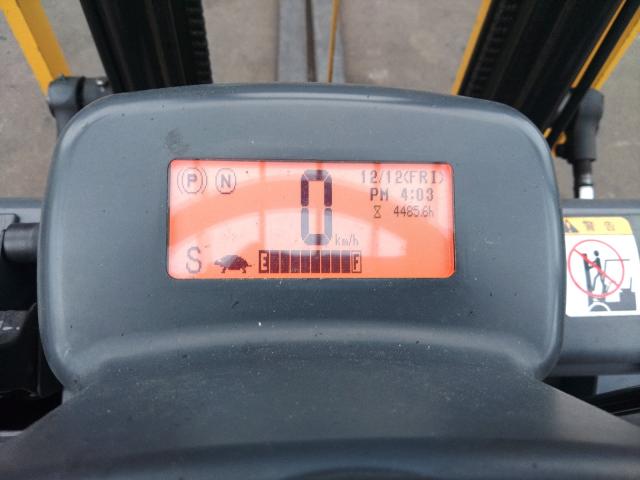 P N 0 12/12(FRI)
PM 4:03
4485.6h
km/h
S E F
警告